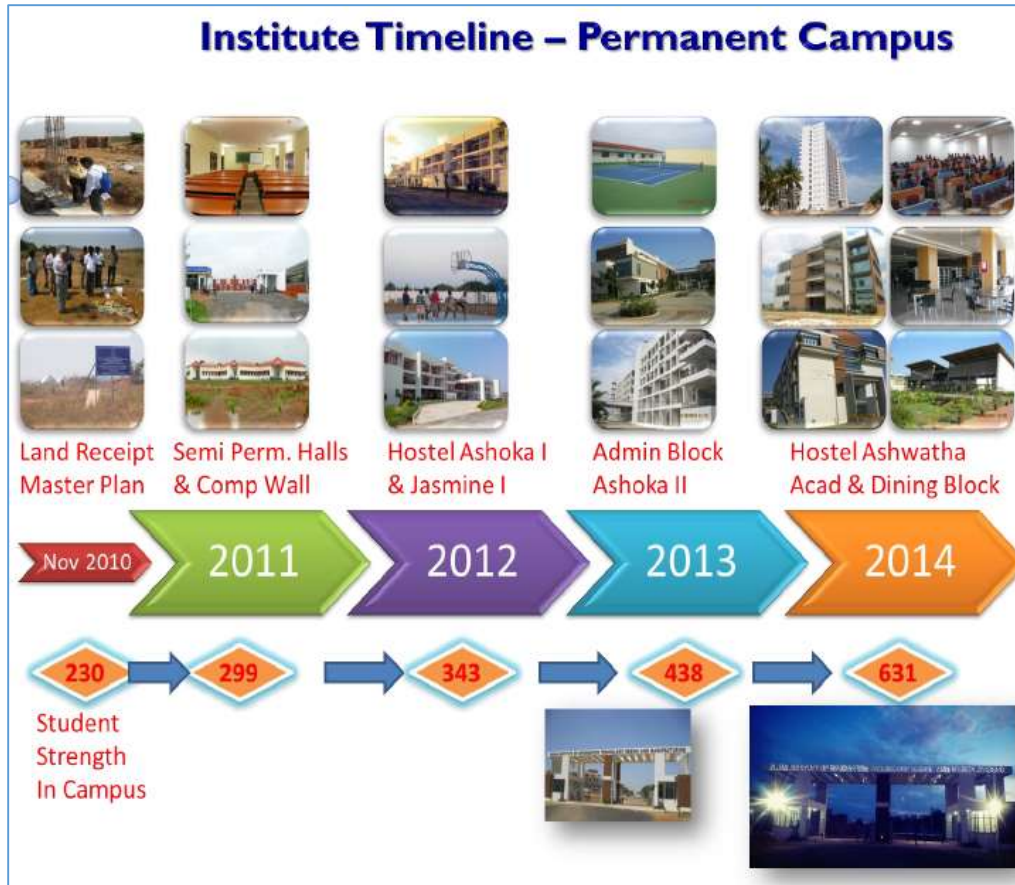 Institute Timeline – Permanent Campus
Land Receipt
Master Plan
Semi Perm. Halls
& Comp Wall
Hostel Ashoka I
& Jasmine I
Admin Block
Ashoka II
Hostel Ashwatha
Acad & Dining Block
Nov 2010
2011
2012
2013
2014
230
299
343
438
631
Student
Strength
In Campus